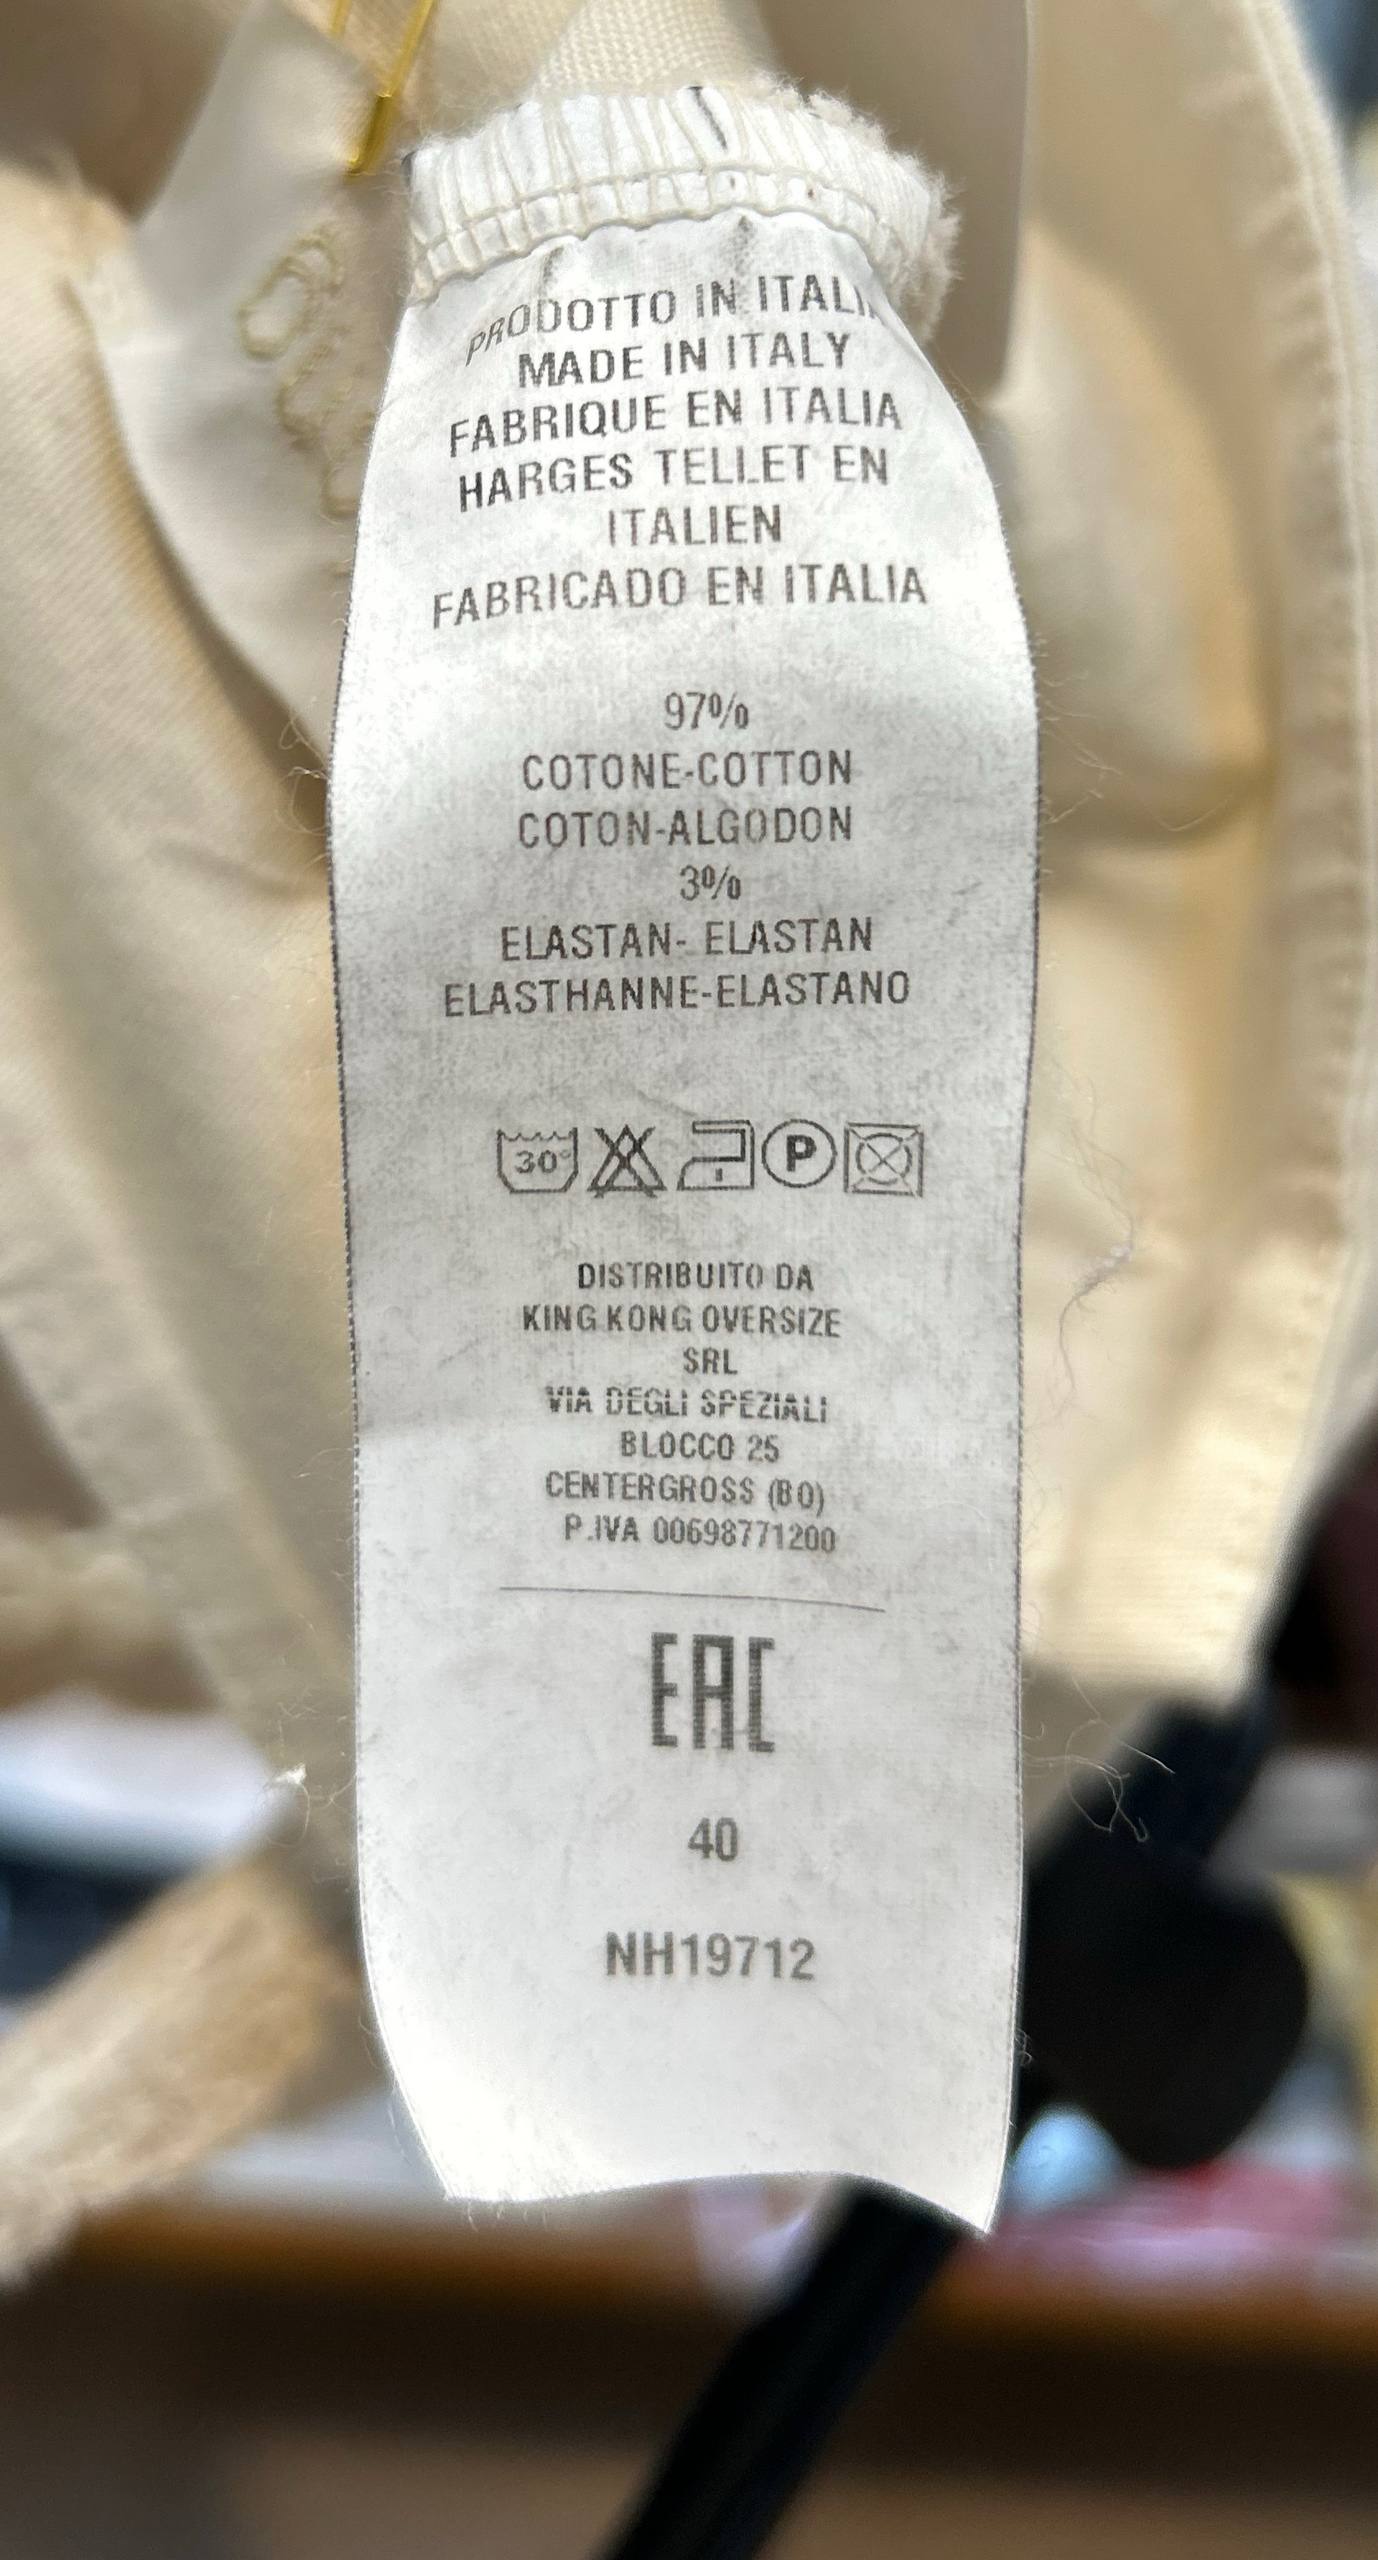 PRODOTTO IN ITALIA
MADE IN ITALY
FABRIQUE EN ITALIA
HARGES TELLET EN
ITALIEN
FABRICADO EN ITALIA
97%
COTONE-COTTON
COTON-ALGODON
3%
ELASTAN- ELASTAN
ELASTHANNE-ELASTANO
30° P
DISTRIBUITO DA
KING KONG OVERSIZE
SRL
VIA DEGLI SPEZIALI
BLOCCO 25
CENTERGROSS (BO)
P.IVA 00698771200
EAC
40
NH19712